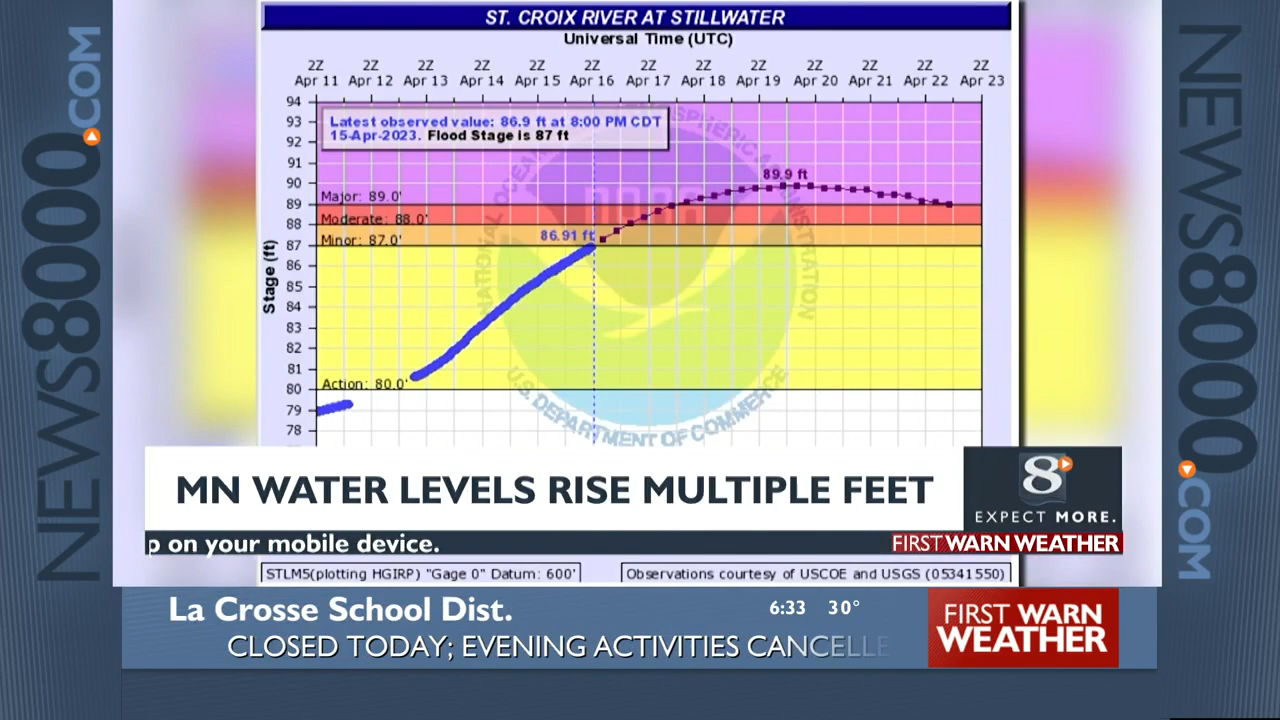 ST. CROIX RIVER AT STILLWATER
Universal Time (UTC)
2Z 2Z 2Z 2Z 2Z 2Z 2Z 2Z 2Z 2Z 2Z 2Z 2Z
Apr 11 Apr 12 Apr 13 Apr 14 Apr 15 Apr 16 Apr 17 Apr 18 Apr 19 Apr 20 Apr 21 Apr 22 Apr 23
94
93
92
91
90
89
88
87
86
85
84
83
82
81
80
79
78
Stage (ft)
Latest observed value: 86.9 ft at 8:00 PM CDT
15-Apr-2023. Flood Stage is 87 ft
89.9 ft
Major: 89.0'
Moderate: 88.0'
86.91 ft
Minor: 87.0'
Action: 80.0'
U.S. DEPARTMENT OF COMMERCE
MN WATER LEVELS RISE MULTIPLE FEET
8
EXPECT MORE.
p on your mobile device.
FIRST WARN WEATHER
STLM5(plotting HGIRP) "Gage 0" Datum: 600'
Observations courtesy of USCOE and USGS (05341550)
La Crosse School Dist.
6:33 30°
CLOSED TODAY; EVENING ACTIVITIES CANCELLE
FIRST WARN
WEATHER
NEWS8000.COM
NEWS8000.COM